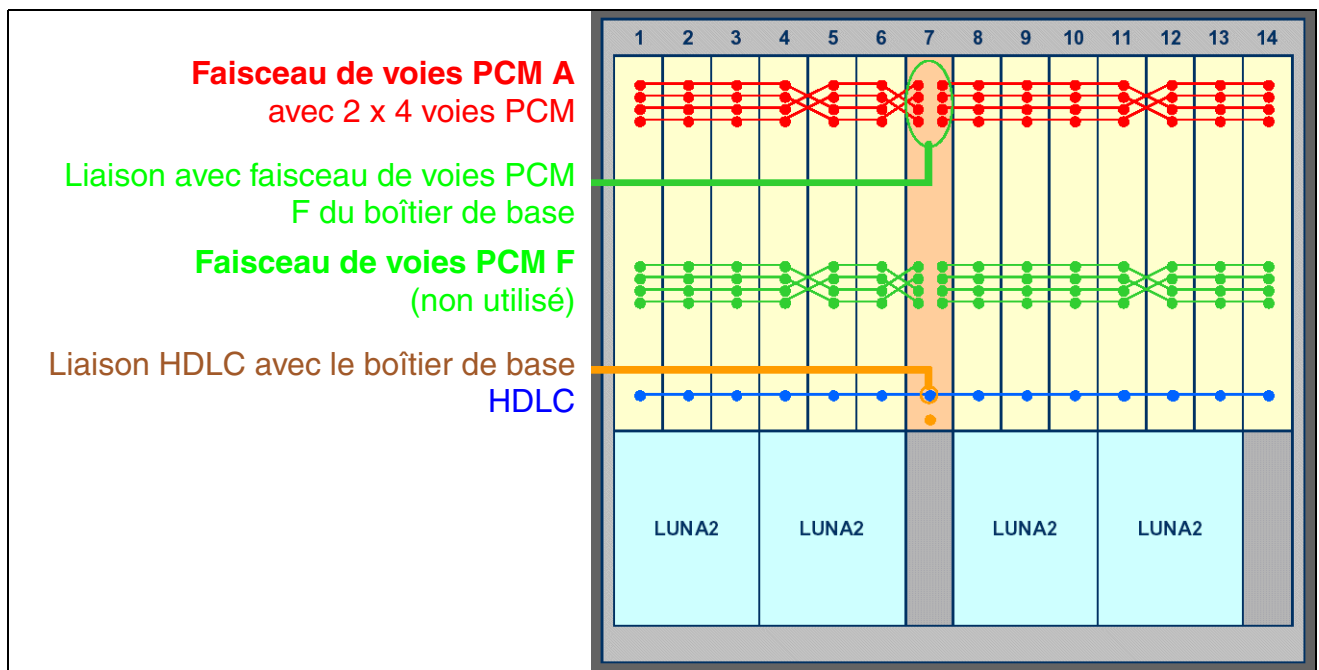 1 2 3 4 5 6 7 8 9 10 11 12 13 14
Faisceau de voies PCM A
avec 2 x 4 voies PCM
Liaison avec faisceau de voies PCM
F du boîtier de base
Faisceau de voies PCM F
(non utilisé)
Liaison HDLC avec le boîtier de base
HDLC
LUNA2 LUNA2 LUNA2 LUNA2